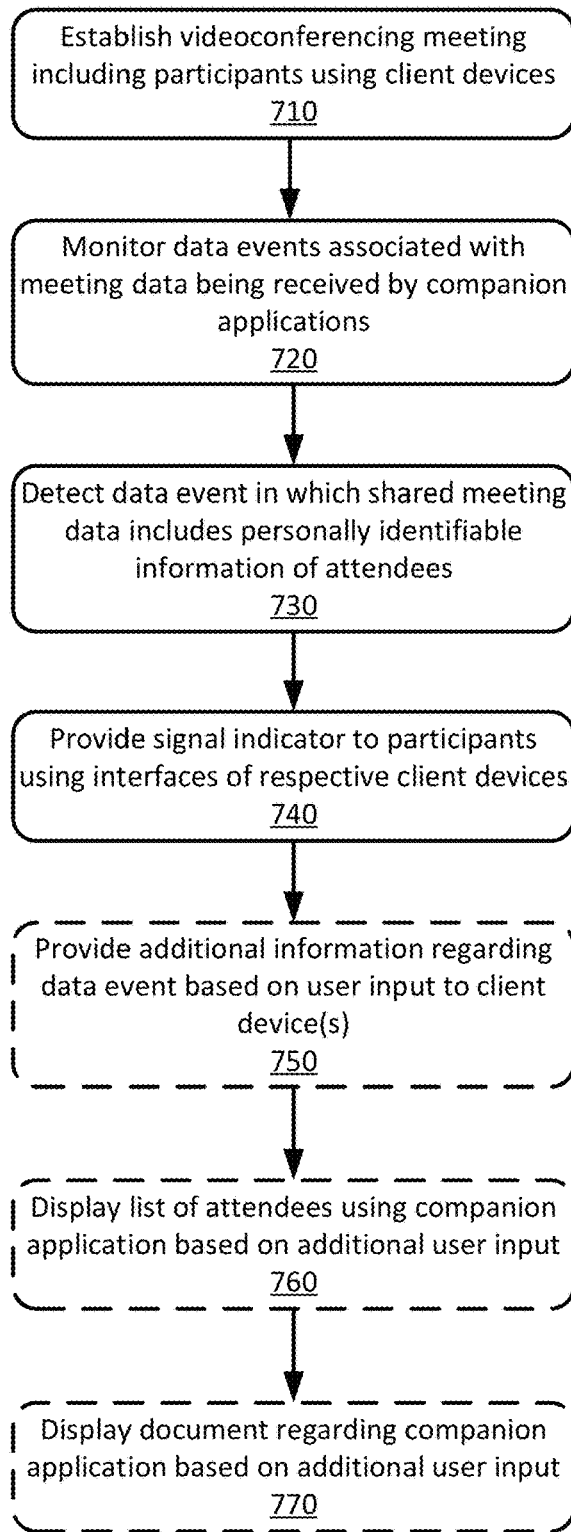 Establish videoconferencing meeting
including participants using client devices
710
Monitor data events associated with
meeting data being received by companion
applications
720
Detect data event in which shared meeting
data includes personally identifiable
information of attendees
730
Provide signal indicator to participants
using interfaces of respective client devices
740
Provide additional information regarding
data event based on user input to client
device(s)
750
Display list of attendees using companion
application based on additional user input
760
Display document regarding companion
application based on additional user input
770